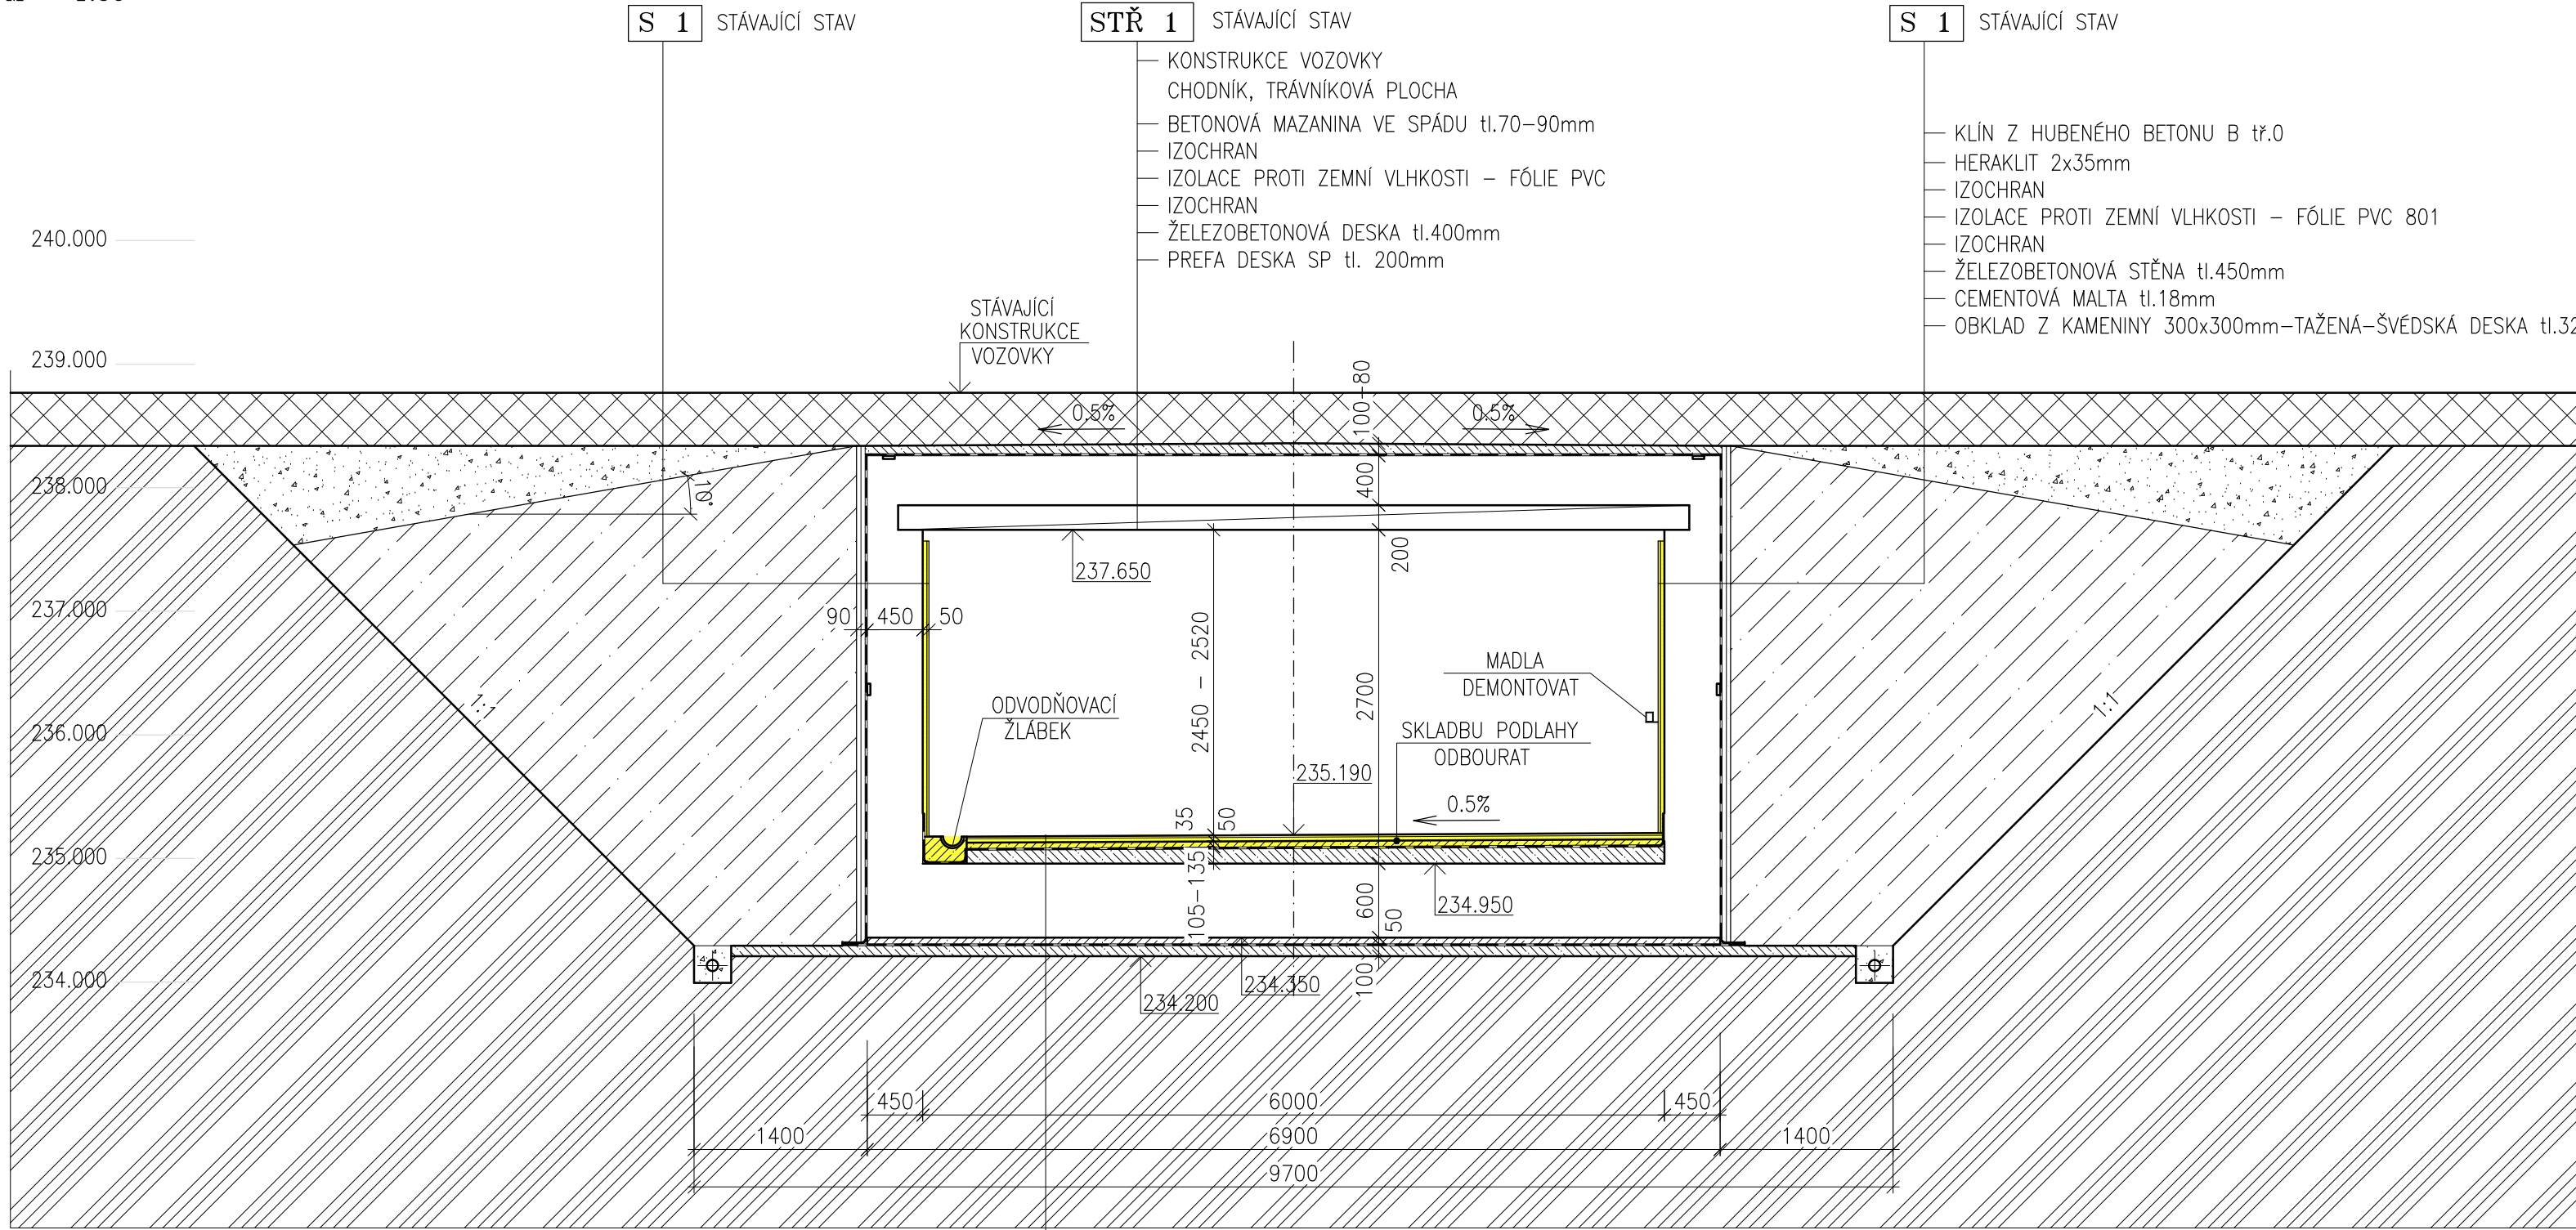 S 1 STÁVAJÍCÍ STAV
STŘ 1 STÁVAJÍCÍ STAV
KONSTRUKCE VOZOVKY
CHODNÍK, TRÁVNÍKOVÁ PLOCHA
BETONOVÁ MAZANINA VE SPÁDU tl.70-90mm
IZOCHRAN
IZOLACE PROTI ZEMNÍ VLHKOSTI - FÓLIE PVC
IZOCHRAN
ŽELEZOBETONOVÁ DESKA tl.400mm
PREFA DESKA SP tl. 200mm
S 1 STÁVAJÍCÍ STAV
KLÍN Z HUBENÉHO BETONU B tř.0
HERAKLIT 2x35mm
IZOCHRAN
IZOLACE PROTI ZEMNÍ VLHKOSTI - FÓLIE PVC 801
IZOCHRAN
ŽELEZOBETONOVÁ STĚNA tl.450mm
CEMENTOVÁ MALTA tl.18mm
OBKLAD Z KAMENINY 300x300mm-TAŽENÁ-ŠVÉDSKÁ DESKA tl.32
240.000
239.000
238.000
237.000
236.000
235.000
234.000
STÁVAJÍCÍ
KONSTRUKCE
VOZOVKY
0.5%
0.5%
100-80
400
200
10°
237.650
90 450 50
2450 - 2520
2700
MADLA
DEMONTOVAT
ODVODŇOVACÍ
ŽLÁBEK
SKLADBU PODLAHY
ODBOURAT
1:1
1:1
235.190
0.5%
35
50
105-135
600
50
234.950
100
234.350
234.200
450 6000 450
1400 6900 1400
9700